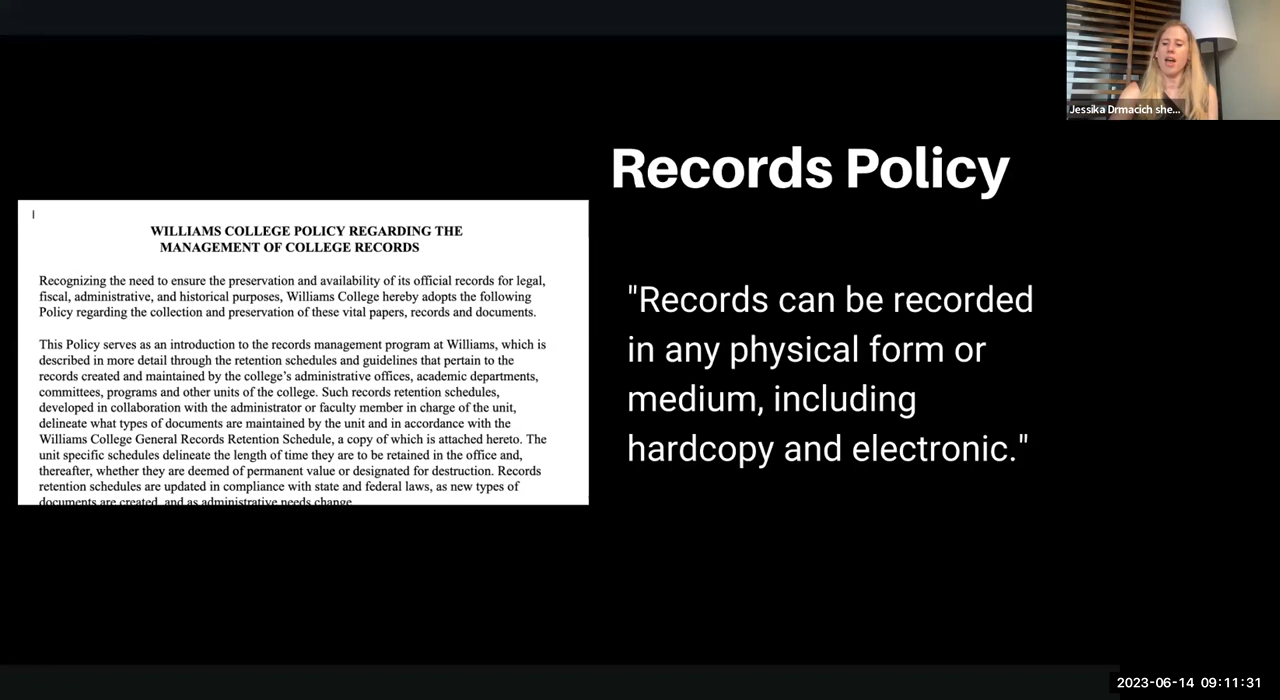 Jessika Drmacich she...
Records Policy
WILLIAMS COLLEGE POLICY REGARDING THE
MANAGEMENT OF COLLEGE RECORDS
Recognizing the need to ensure the preservation and availability of its official records for legal,
fiscal, administrative, and historical purposes, Williams College hereby adopts the following
Policy regarding the collection and preservation of these vital papers, records and documents.
This Policy serves as an introduction to the records management program at Williams, which is
described in more detail through the retention schedules and guidelines that pertain to the
records created and maintained by the college's administrative offices, academic departments,
committees, programs and other units of the college. Such records retention schedules,
developed in collaboration with the administrator or faculty member in charge of the unit,
delineate what types of documents are maintained by the unit and in accordance with the
Williams College General Records Retention Schedule, a copy of which is attached hereto. The
unit specific schedules delineate the length of time they are to be retained in the office and,
thereafter, whether they are deemed of permanent value or designated for destruction. Records
retention schedules are updated in compliance with state and federal laws, as new types of
documents are created, and as administrative needs change.
"Records can be recorded
in any physical form or
medium, including
hardcopy and electronic."
2023-06-14 09:11:31